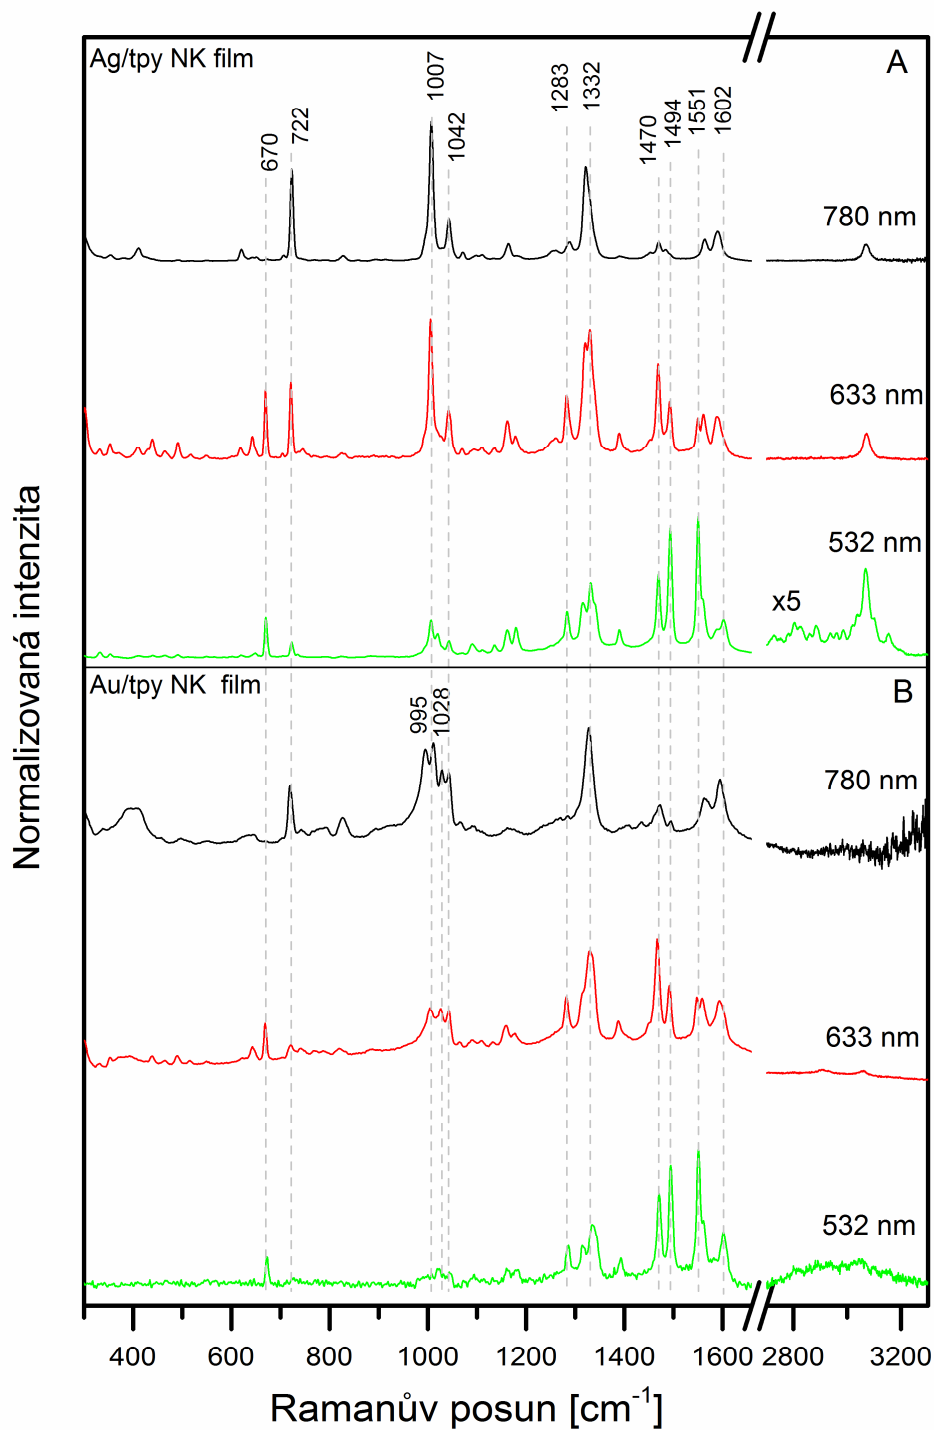 Ag/tpy NK film
A
670
722
1007
1042
1283
1332
1470
1494
1551
1602
780 nm
633 nm
532 nm
x5
Au/tpy NK film
B
995
1028
780 nm
633 nm
532 nm
Normalizovaná intenzita
400 600 800 1000 1200 1400 1600 2800 3200
Ramanův posun [cm⁻¹]